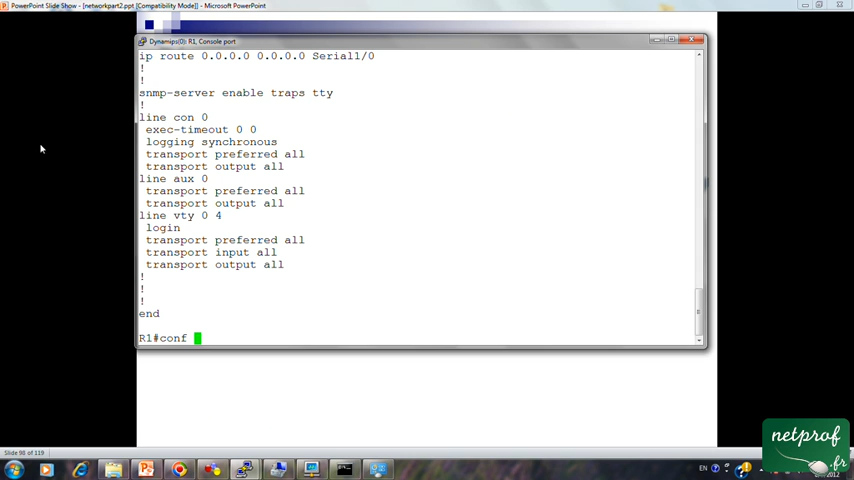 PowerPoint Slide Show - [networkpart2.ppt [Compatibility Mode]] - Microsoft PowerPoint
Dynamips(0): R1, Console port
ip route 0.0.0.0 0.0.0.0 Serial1/0
!
!
snmp-server enable traps tty
!
line con 0
exec-timeout 0 0
logging synchronous
transport preferred all
transport output all
line aux 0
transport preferred all
transport output all
line vty 0 4
login
transport preferred all
transport input all
transport output all
!
!
!
end
R1#conf
Slide 98 of 119
EN
netprof
.fr